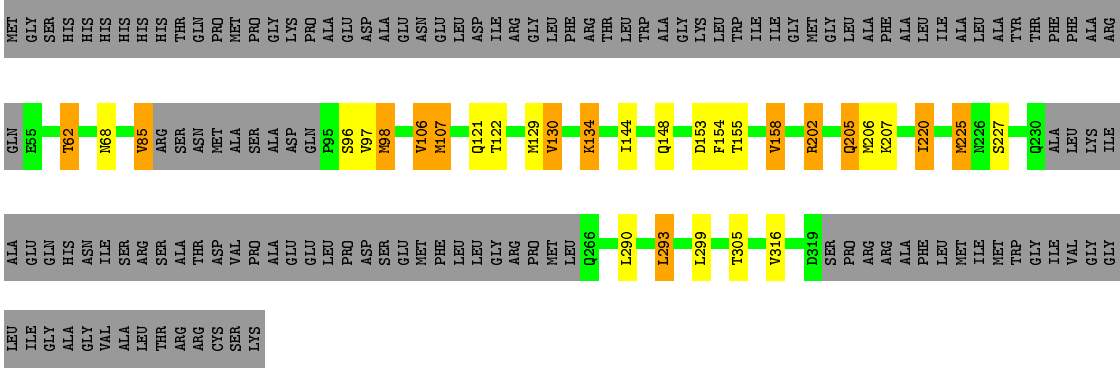 MET GLY SER HIS HIS HIS HIS HIS HIS THR GLN PRO MET PRO GLY LYS PRO ALA GLU ASP ALA GLU ASN GLU LEU ASP ILE ARG GLY LEU PHE ARG THR LEU TRP ALA GLY LYS LEU TRP ILE ILE GLY MET GLY LEU ALA PHE ALA LEU ILE ALA LEU ALA TYR THR PHE PHE ALA ARG
GLN E55 T62 N68 V85 ARG SER ASN MET ALA SER ALA ASP GLN P95 S96 V97 M98 V106 M107 Q121 T122 M129 V130 K134 I144 Q148 D153 F154 T155 V158 R202 Q205 M206 K207 I220 M225 N226 S227 Q230 ALA LEU LYS ILE
ALA GLU GLN HIS ASN ILE SER ARG SER ALA THR ASP VAL PRO ALA GLU GLU LEU PRO ASP SER GLU MET PHE LEU LEU GLY ARG PRO MET LEU Q266 L290 L293 L299 T305 V316 D319 SER PRO ARG ARG ALA PHE LEU MET ILE MET TRP GLY ILE VAL GLY GLY
LEU ILE GLY ALA GLY VAL ALA LEU THR ARG ARG CYS SER LYS